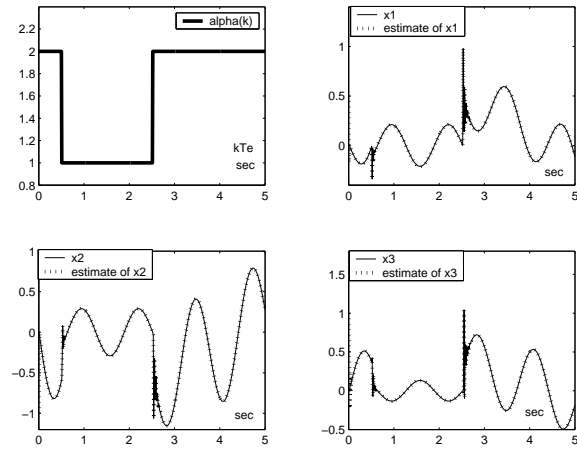 alpha(k)
2.4
2.2
2
1.8
1.6
1.4
1.2
1
0.8
kTe
sec
0 1 2 3 4 5
x1
estimate of x1
1
0.5
0
sec
0 1 2 3 4 5
x2
estimate of x2
0.5
0
−0.5
−1
sec
0 1 2 3 4 5
x3
estimate of x3
1.5
1
0.5
0
−0.5
sec
0 1 2 3 4 5